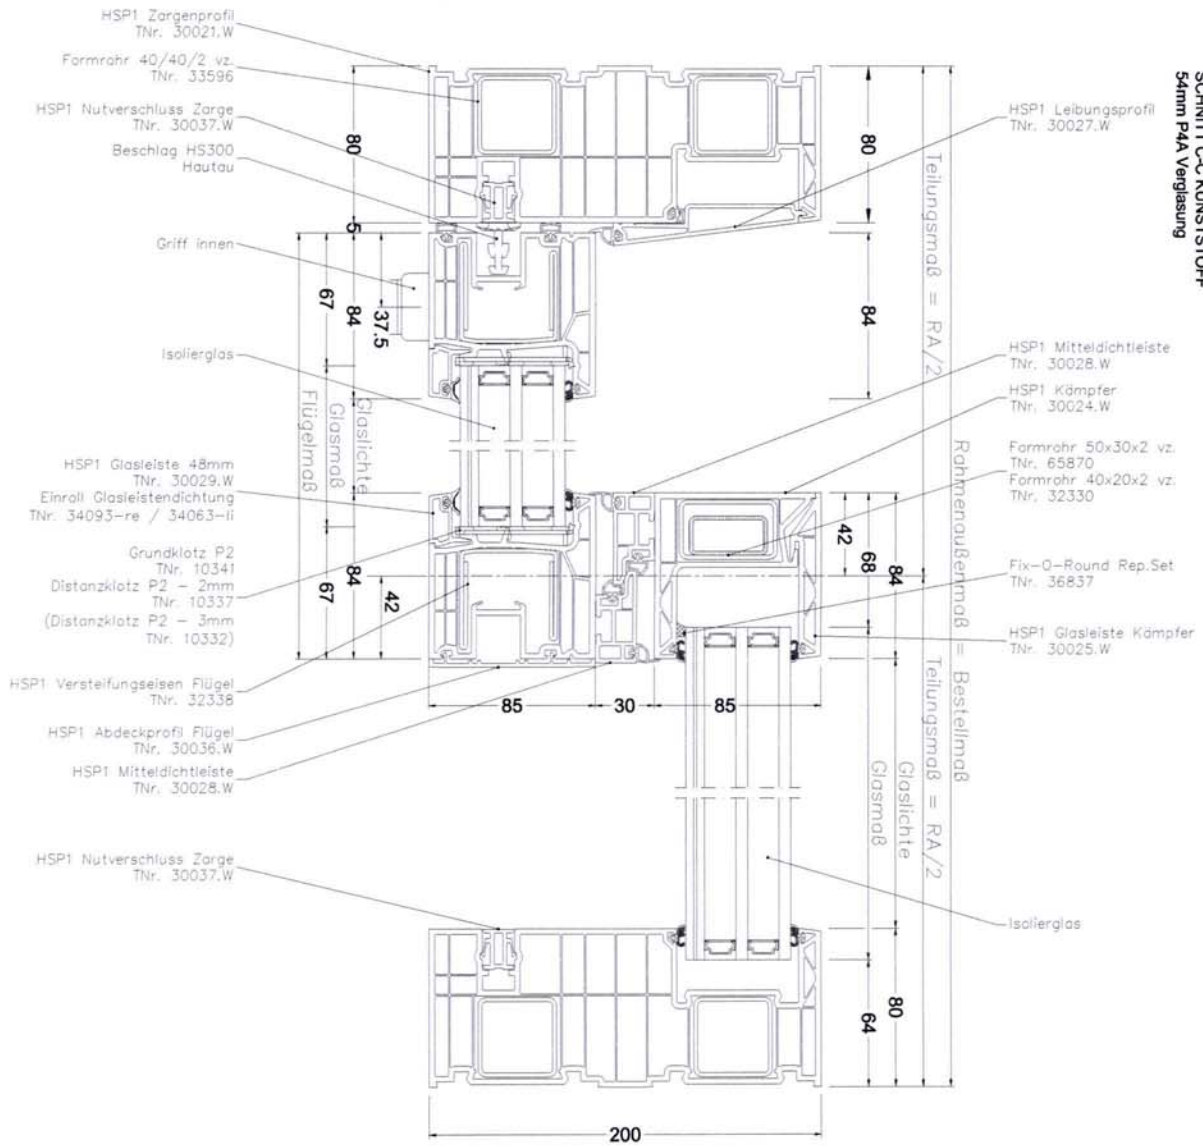 SCHNITT C-C KUNSTSTOFF
54mm P4A Verglasung
HSP1 Zargenprofil
TNr. 30021.W
Formrohr 40/40/2 vz.
TNr. 33596
HSP1 Nutverschluss Zarge
TNr. 30037.W
Beschlag HS300
Hautau
Griff innen
Isolierglas
HSP1 Glasleiste 48mm
TNr. 30029.W
Einroll Glasleistendichtung
TNr. 34093-re / 34063-li
Grundklotz P2
TNr. 10341
Distanzklotz P2 - 2mm
TNr. 10337
(Distanzklotz P2 - 3mm
TNr. 10332)
HSP1 Versteifungseisen Flügel
TNr. 32338
HSP1 Abdeckprofil Flügel
TNr. 30036.W
HSP1 Mitteldichtleiste
TNr. 30028.W
HSP1 Nutverschluss Zarge
TNr. 30037.W
80
5
67
84
37.5
Glaslichte
Glasmaß
Flügelmaß
84
67
42
85
30
85
80
84
42
68
84
64
80
200
Teilungsmaß = RA/2
Rahmenaußenmaß = Bestellmaß
Teilungsmaß = RA/2
Glaslichte
Glasmaß
HSP1 Leibungsprofil
TNr. 30027.W
HSP1 Mitteldichtleiste
TNr. 30028.W
HSP1 Kämpfer
TNr. 30024.W
Formrohr 50x30x2 vz.
TNr. 65870
Formrohr 40x20x2 vz.
TNr. 32330
Fix-O-Round Rep.Set
TNr. 36837
HSP1 Glasleiste Kämpfer
TNr. 30025.W
Isolierglas